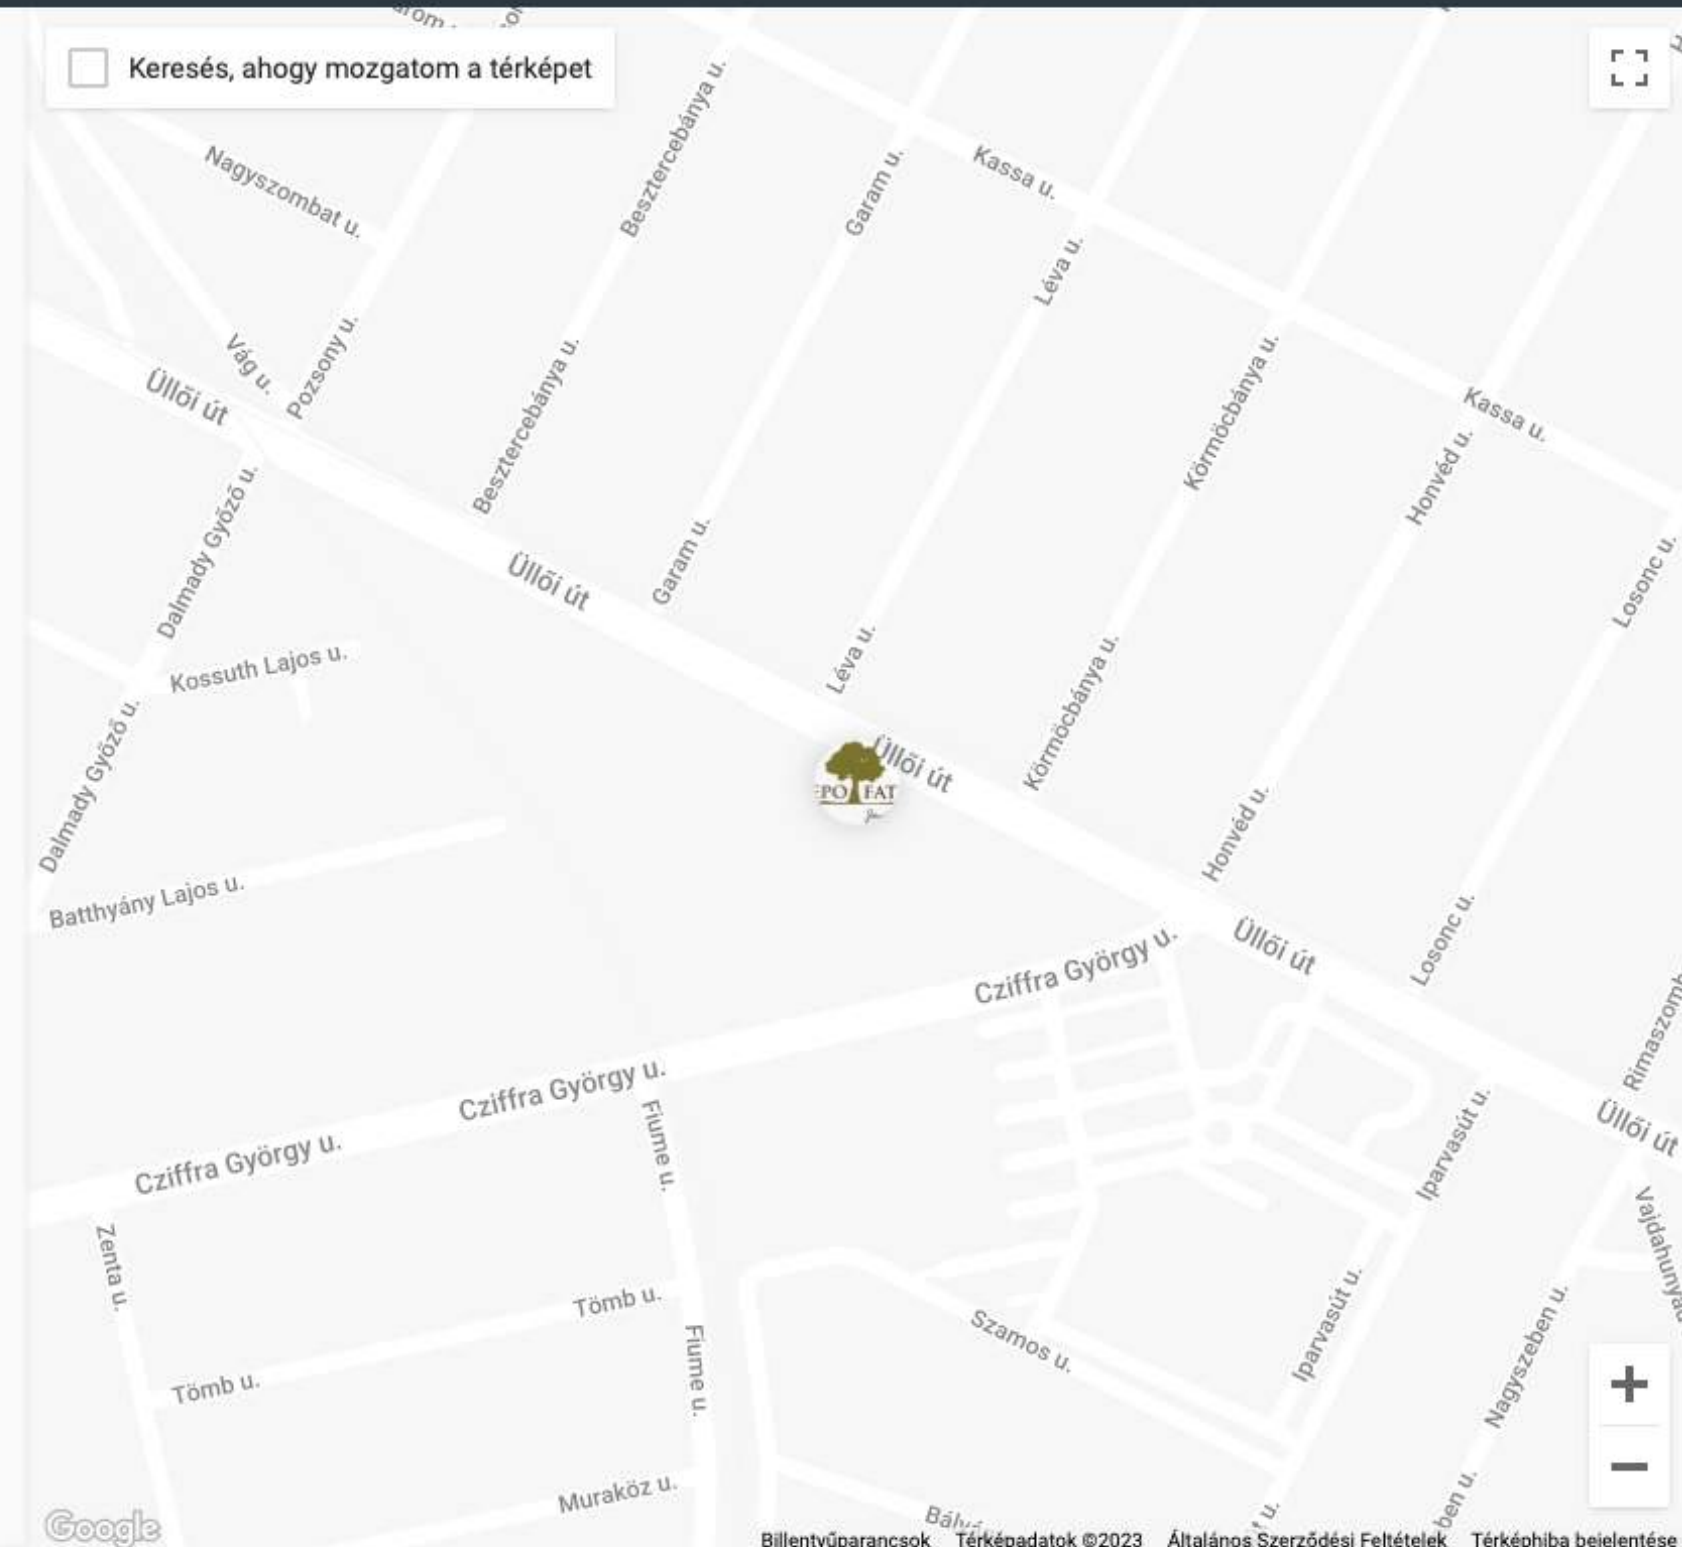 Keresés, ahogy mozgatom a térképet
Besztercebánya u.
Kassa u.
Nagyszombat u.
Garam u.
Léva u.
Vág u.
Pozsony u.
Üllői út
Besztercebánya u.
Körmöcbánya u.
Kassa u.
Honvéd u.
Dalmady Győző u.
Üllői út
Garam u.
Losonc u.
Kossuth Lajos u.
Léva u.
Körmöcbánya u.
Dalmady Győző u.
Üllői út
PO FAT
Honvéd u.
Batthyány Lajos u.
Cziffra György u.
Üllői út
Losonc u.
Cziffra György u.
Cziffra György u.
Fiume u.
Iparvasút u.
Üllői út
Zenta u.
Tömb u.
Szamos u.
Iparvasút u.
Nagyszeben u.
Tömb u.
Fiume u.
Muraköz u.
Google
Billentyűparancsok Térképadatok ©2023 Általános Szerződési Feltételek Térképhiba bejelentése